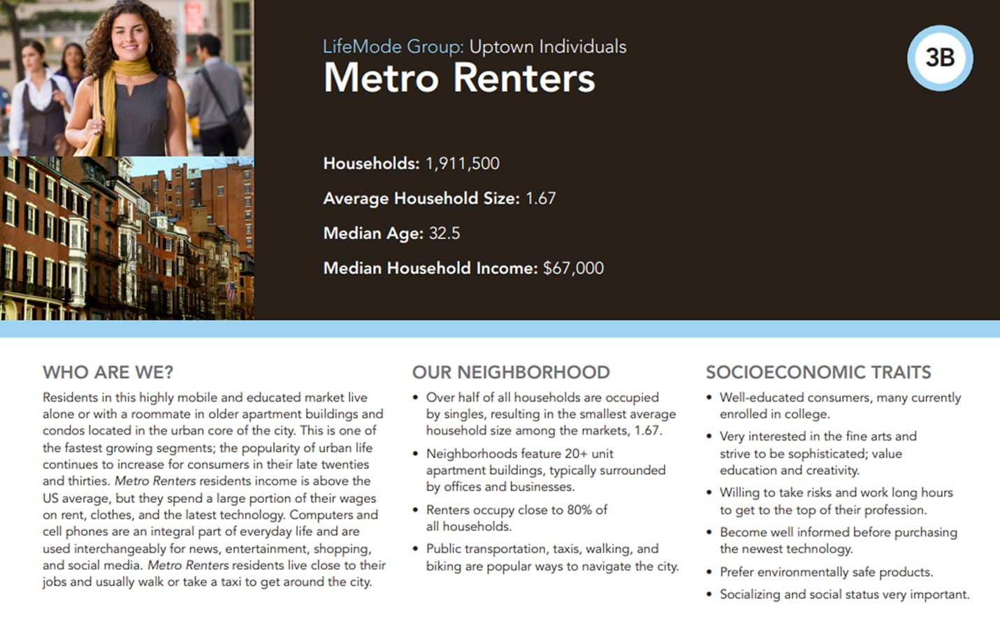 LifeMode Group: Uptown Individuals
Metro Renters
3B
Households: 1,911,500
Average Household Size: 1.67
Median Age: 32.5
Median Household Income: $67,000
WHO ARE WE?
Residents in this highly mobile and educated market live
alone or with a roommate in older apartment buildings and
condos located in the urban core of the city. This is one of
the fastest growing segments; the popularity of urban life
continues to increase for consumers in their late twenties
and thirties. Metro Renters residents income is above the
US average, but they spend a large portion of their wages
on rent, clothes, and the latest technology. Computers and
cell phones are an integral part of everyday life and are
used interchangeably for news, entertainment, shopping,
and social media. Metro Renters residents live close to their
jobs and usually walk or take a taxi to get around the city.
OUR NEIGHBORHOOD
• Over half of all households are occupied
by singles, resulting in the smallest average
household size among the markets, 1.67.
• Neighborhoods feature 20+ unit
apartment buildings, typically surrounded
by offices and businesses.
• Renters occupy close to 80% of
all households.
• Public transportation, taxis, walking, and
biking are popular ways to navigate the city.
SOCIOECONOMIC TRAITS
• Well-educated consumers, many currently
enrolled in college.
• Very interested in the fine arts and
strive to be sophisticated; value
education and creativity.
• Willing to take risks and work long hours
to get to the top of their profession.
• Become well informed before purchasing
the newest technology.
• Prefer environmentally safe products.
• Socializing and social status very important.